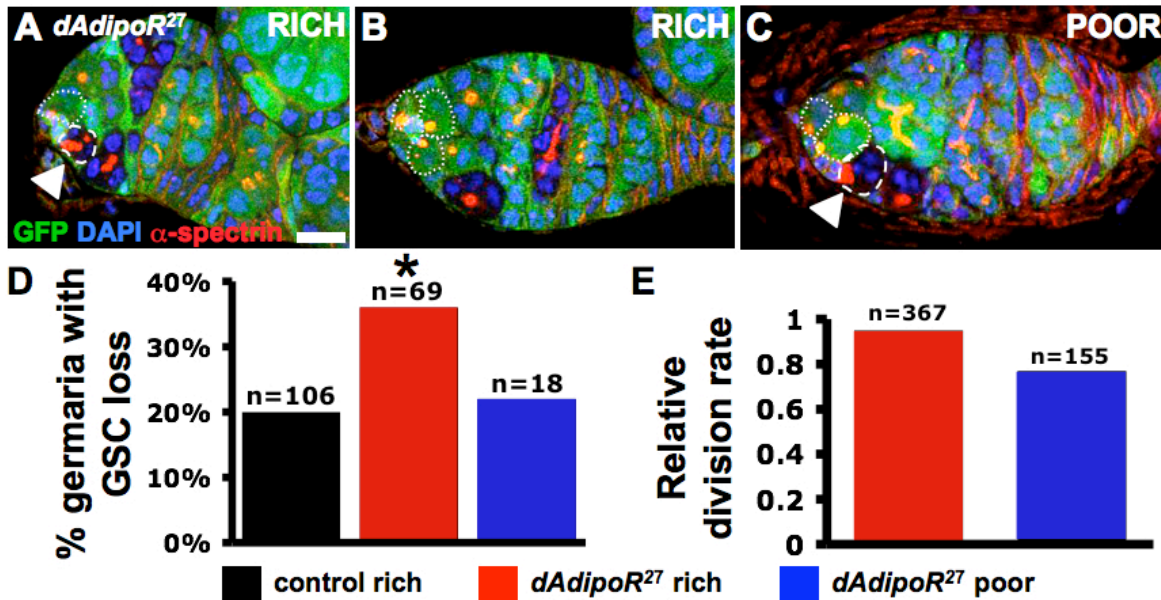 A dAdipoR27 RICH
B RICH
C POOR
GFP DAPI α-spectrin
D
% germaria with
GSC loss
40%
30%
20%
10%
0%
n=106
*
n=69
n=18
E
Relative
division rate
1
0.8
0.6
0.4
0.2
0
n=367
n=155
control rich
dAdipoR27 rich
dAdipoR27 poor